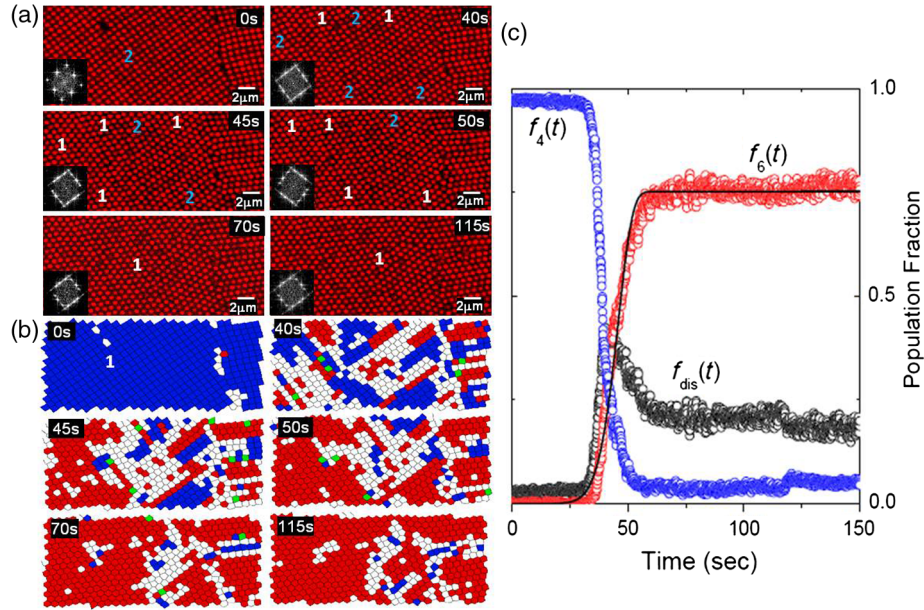 (a)
1 2 1
0s
40s
2
2
2 2
2μm
2μm
1 2 1
45s
2
50s
1
1 1
1 2
1 1
2μm
2μm
70s
115s
1
1
2μm
2μm
(b)
0s
40s
1
45s
50s
70s
115s
(c)
1.0
f4(t)
f6(t)
0.5
fdis(t)
0.0
0 50 100 150
Time (sec)
Population Fraction